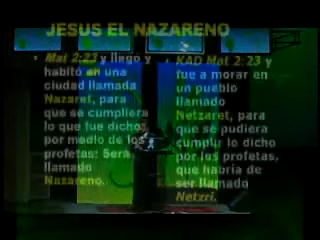 JESUS EL NAZARENO
• Mat 2:23 y llego y
habitó en una
ciudad llamada
Nazaret, para
que se cumpliera
lo que fue dicho
por medio de los
profetas: Será
llamado
Nazareno.
• KAD Mat 2:23 y
fue a morar en
un pueblo
llamado
Netzaret, para
que se pudiera
cumplir lo dicho
por los profetas,
que habría de
ser llamado
Netzri.